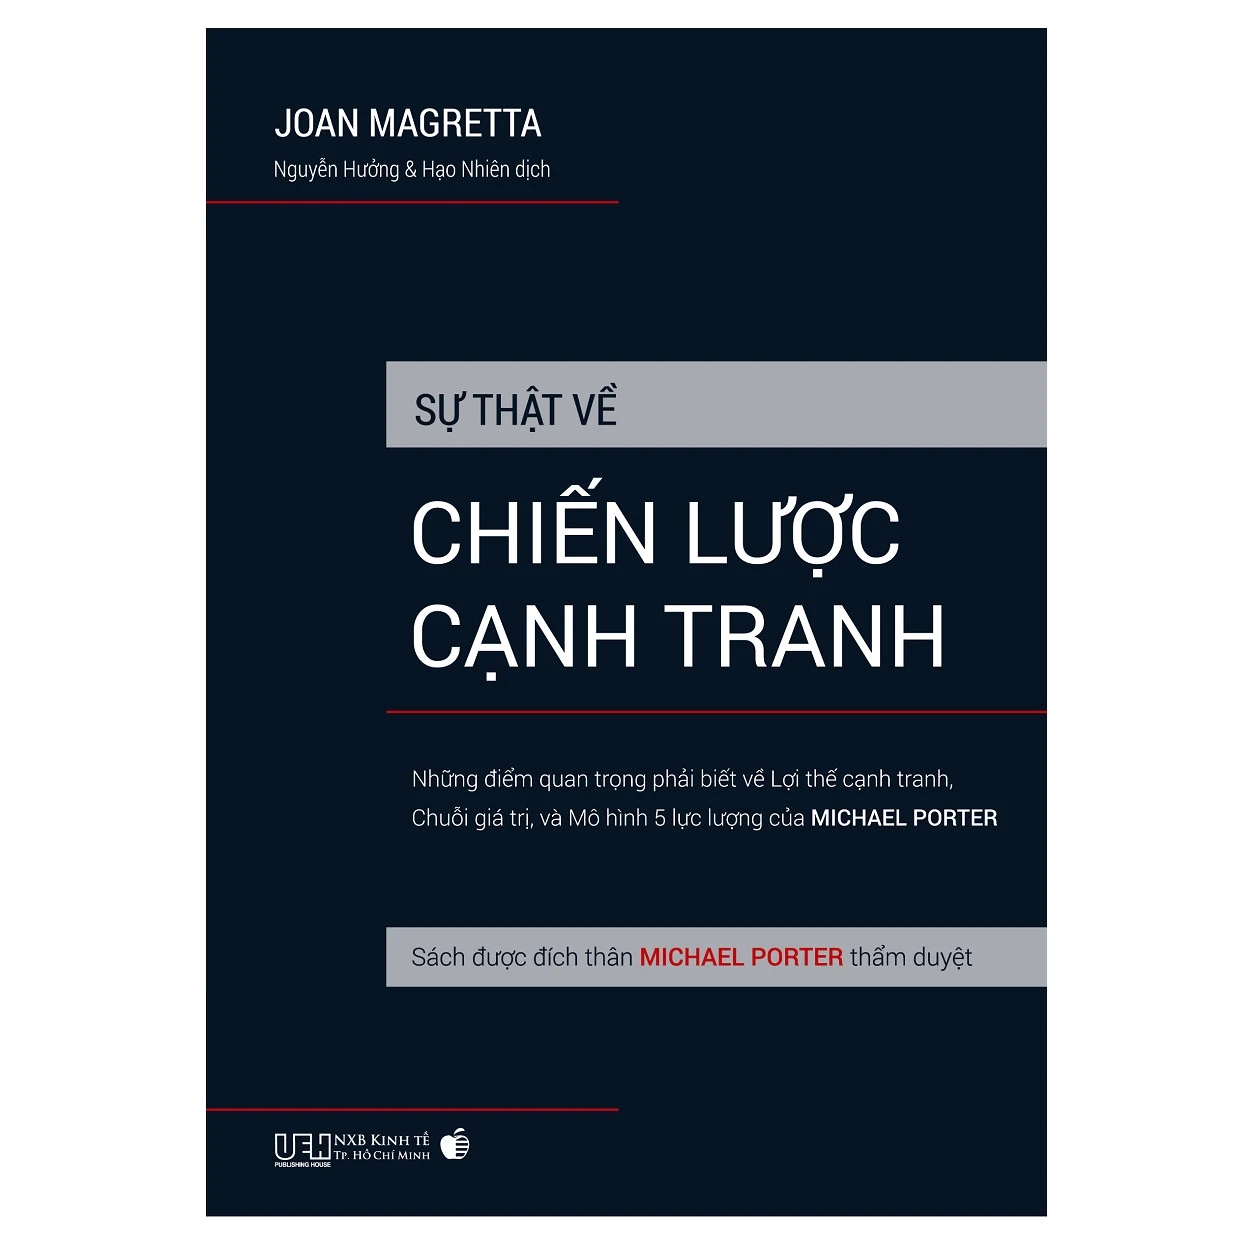 JOAN MAGRETTA
Nguyễn Hưởng & Hạo Nhiên dịch
SỰ THẬT VỀ
CHIẾN LƯỢC
CẠNH TRANH
Những điểm quan trọng phải biết về Lợi thế cạnh tranh,
Chuỗi giá trị, và Mô hình 5 lực lượng của MICHAEL PORTER
Sách được đích thân MICHAEL PORTER thẩm duyệt
UEH NXB KINH TẾ
PUBLISHING HOUSE TP. HỒ CHÍ MINH